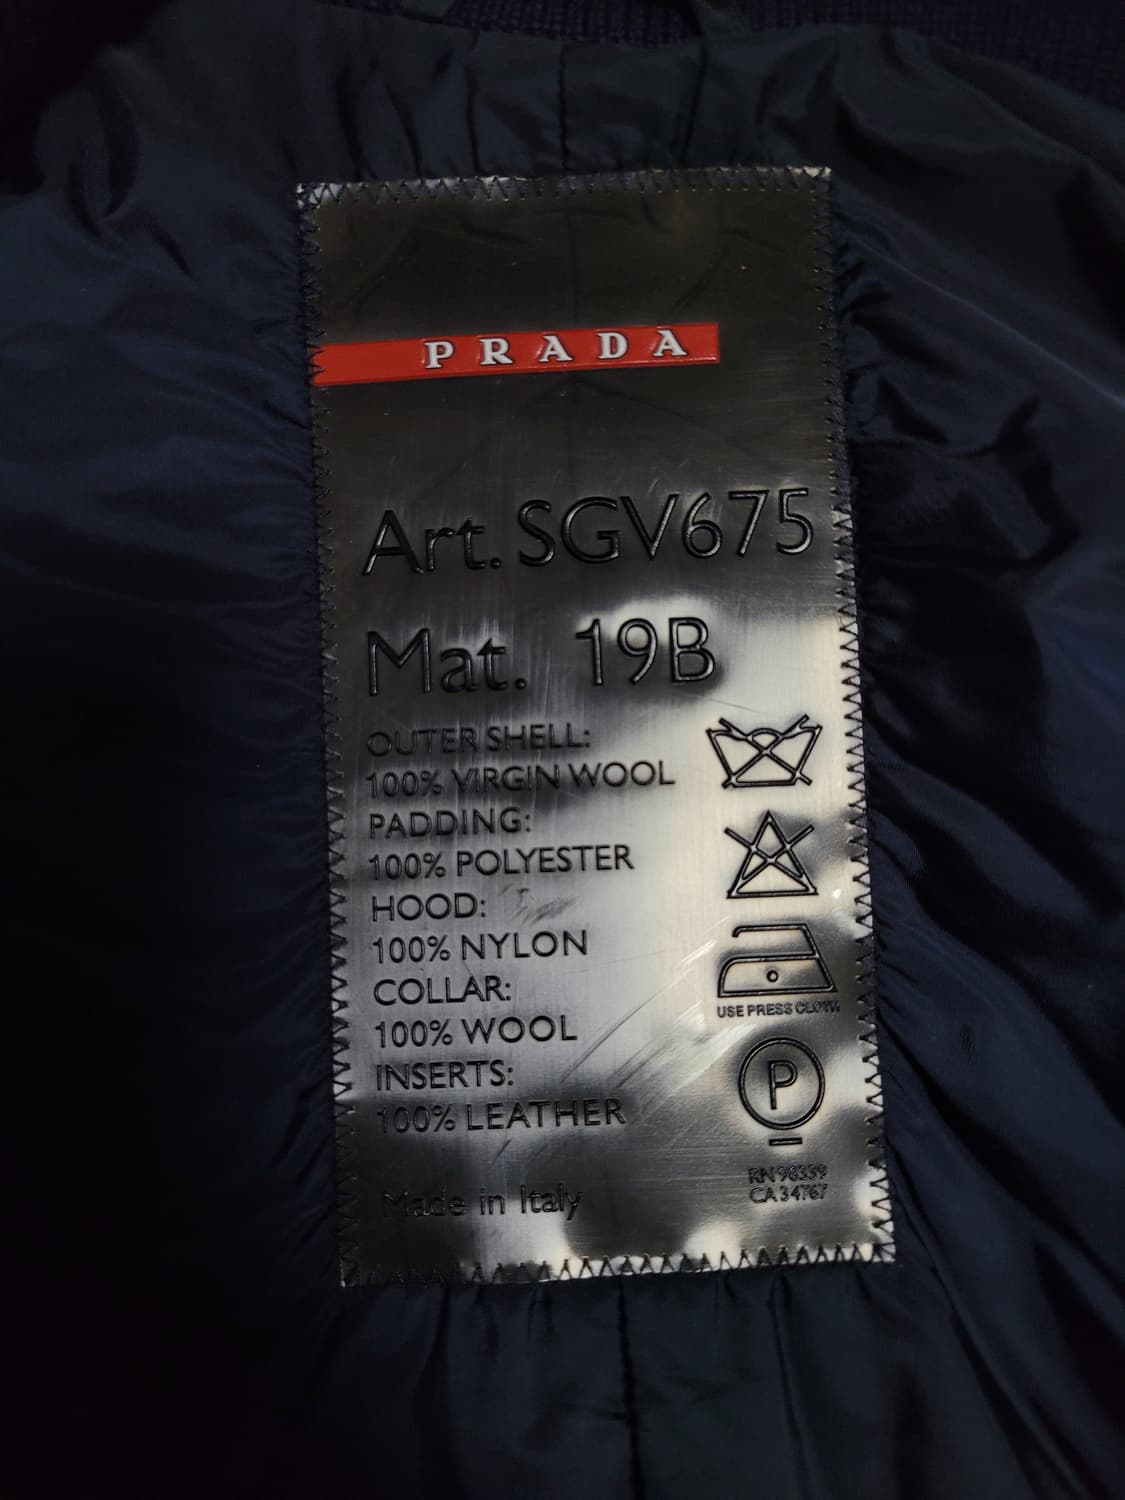 PRADA
Art. SGV675
Mat. 19B
OUTER SHELL:
100% VIRGIN WOOL
PADDING:
100% POLYESTER
HOOD:
100% NYLON
COLLAR:
100% WOOL
INSERTS:
100% LEATHER
Made in Italy
USE PRESS CLOTH
P
RN 98339
CA 34767